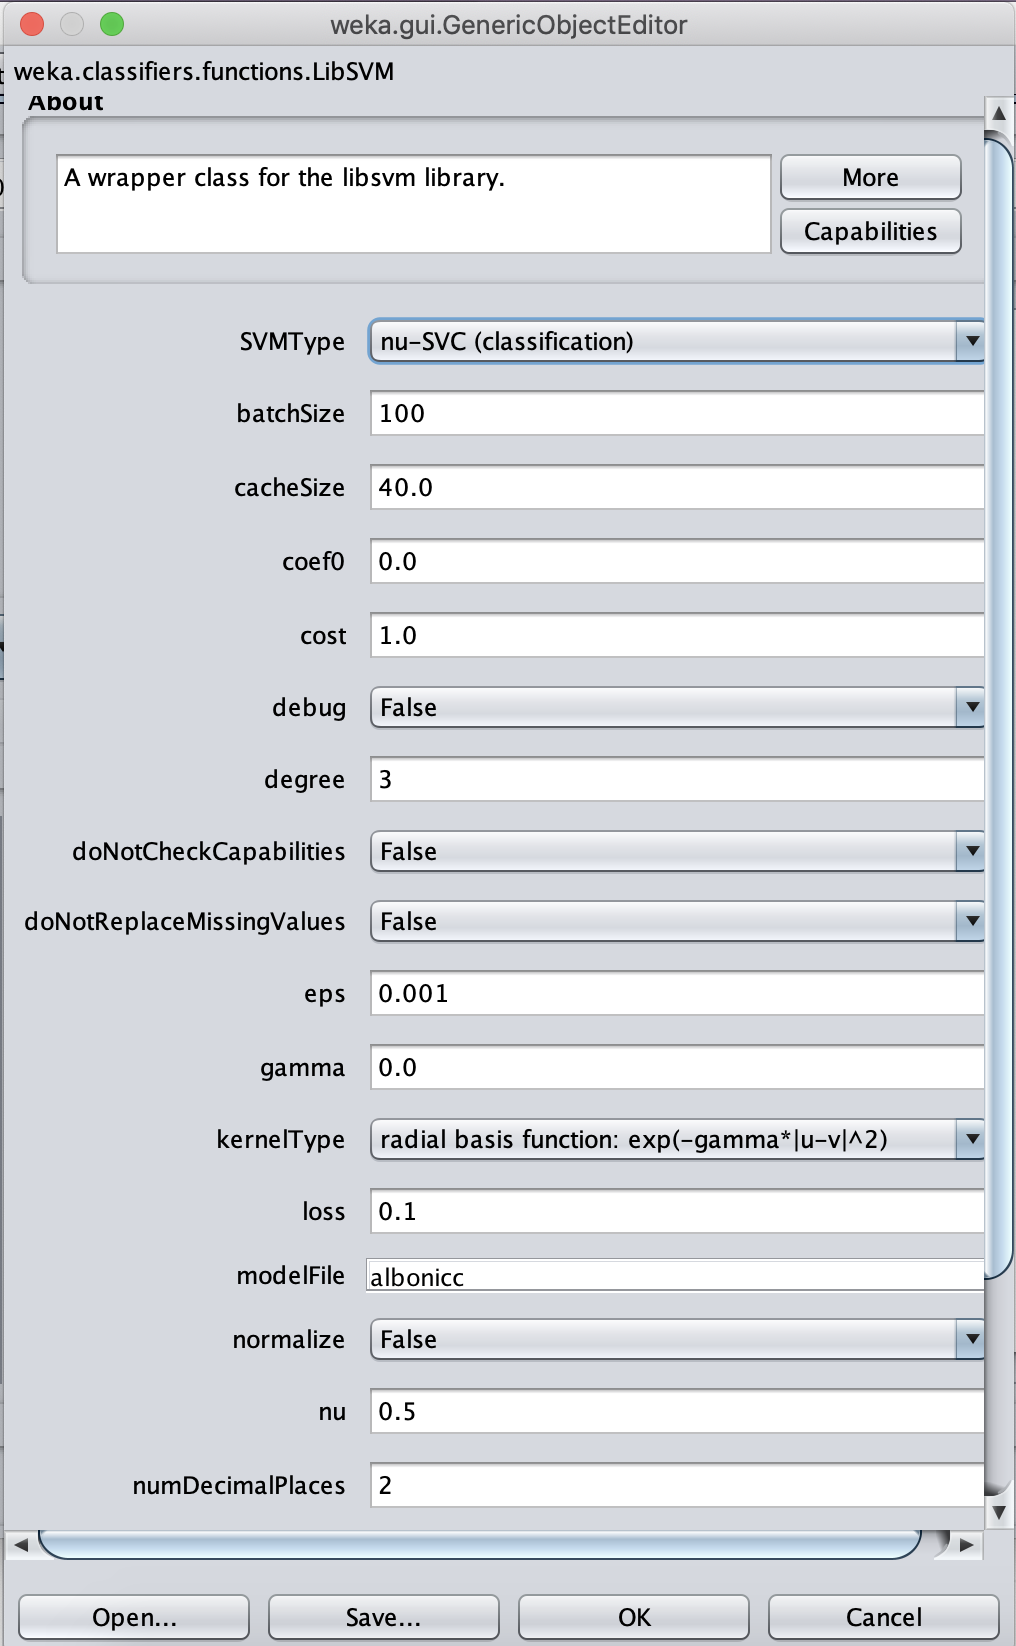 weka.gui.GenericObjectEditor
weka.classifiers.functions.LibSVM
About
A wrapper class for the libsvm library.
More
Capabilities
SVMType nu-SVC (classification)
batchSize 100
cacheSize 40.0
coef0 0.0
cost 1.0
debug False
degree 3
doNotCheckCapabilities False
doNotReplaceMissingValues False
eps 0.001
gamma 0.0
kernelType radial basis function: exp(-gamma*|u-v|^2)
loss 0.1
modelFile albonicc
normalize False
nu 0.5
numDecimalPlaces 2
Open... Save... OK Cancel